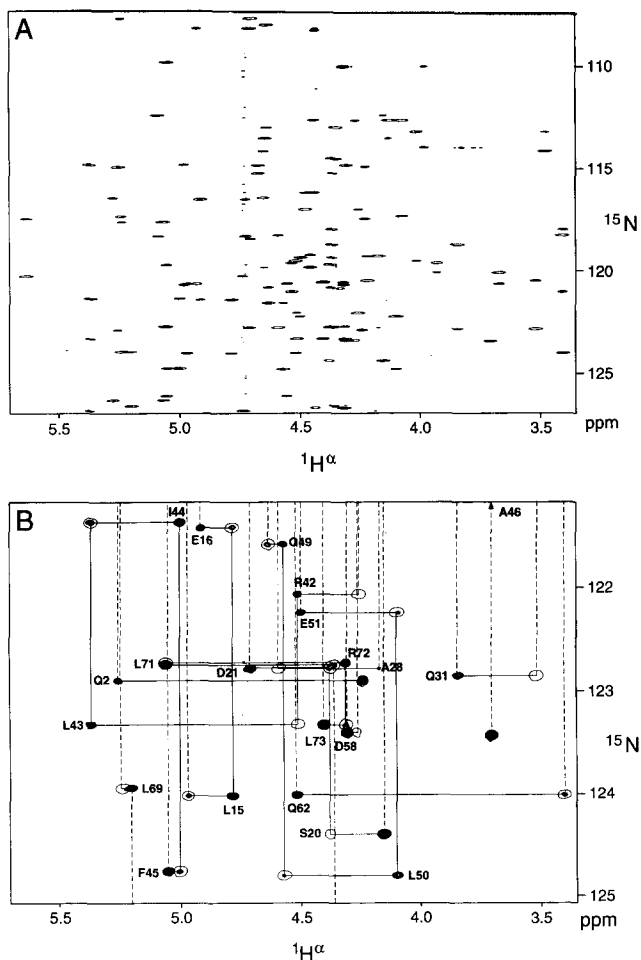 A
110
115
15N
120
125
ppm
5.5 5.0 4.5 4.0 3.5
1Hα
B
I44
E16
Q49
A46
R42
122
E51
L71
R72
D21
A28
Q31
Q2
123
L43
L73
D58
15N
L69
L15
Q62
124
S20
F45
L50
125
5.5 5.0 4.5 4.0 3.5 ppm
1Hα